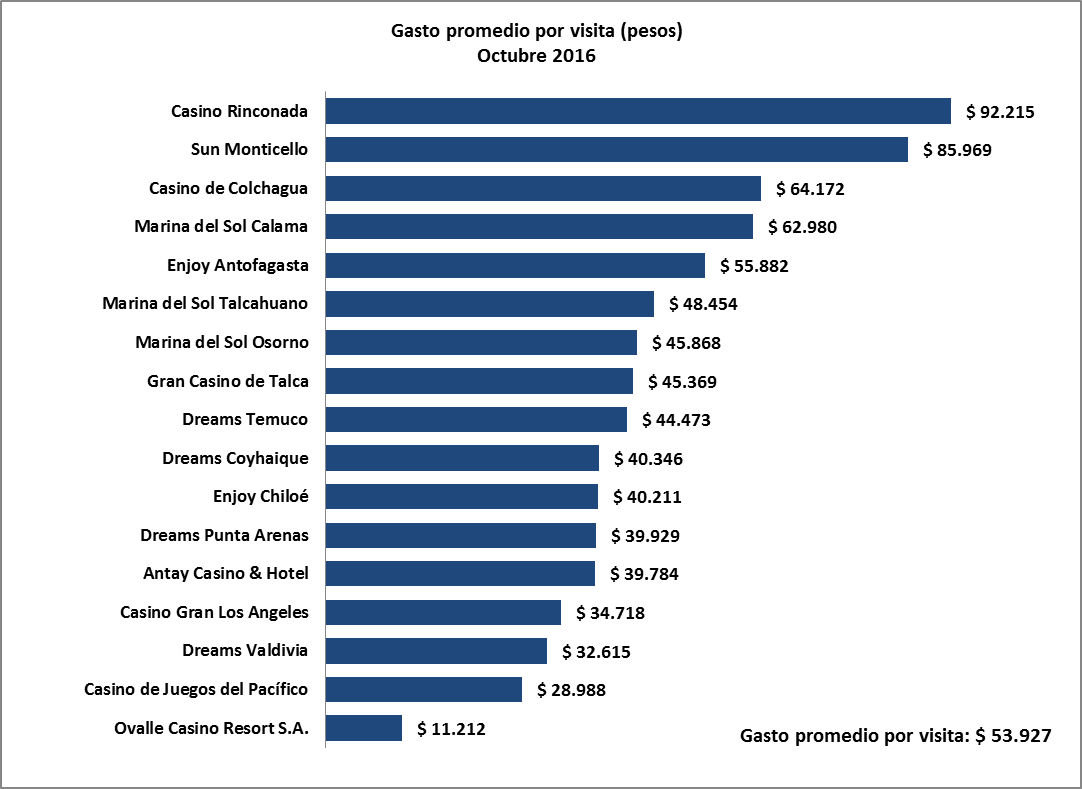 Gasto promedio por visita (pesos)
Octubre 2016
Casino Rinconada $ 92.215
Sun Monticello $ 85.969
Casino de Colchagua $ 64.172
Marina del Sol Calama $ 62.980
Enjoy Antofagasta $ 55.882
Marina del Sol Talcahuano $ 48.454
Marina del Sol Osorno $ 45.868
Gran Casino de Talca $ 45.369
Dreams Temuco $ 44.473
Dreams Coyhaique $ 40.346
Enjoy Chiloé $ 40.211
Dreams Punta Arenas $ 39.929
Antay Casino & Hotel $ 39.784
Casino Gran Los Angeles $ 34.718
Dreams Valdivia $ 32.615
Casino de Juegos del Pacífico $ 28.988
Ovalle Casino Resort S.A. $ 11.212
Gasto promedio por visita: $ 53.927